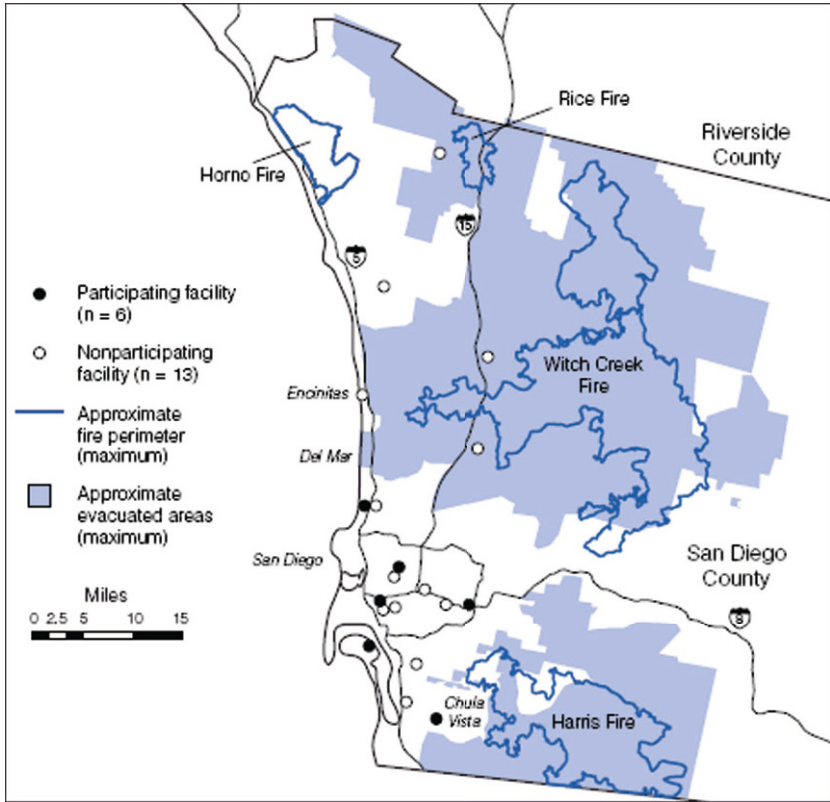 Rice Fire
Riverside
County
Horno Fire
15
5
Participating facility
(n = 6)
Nonparticipating
facility (n = 13)
Approximate
fire perimeter
(maximum)
Approximate
evacuated areas
(maximum)
Miles
0 2.5 5 10 15
Encinitas
Del Mar
San Diego
Witch Creek
Fire
San Diego
County
8
Chula
Vista
Harris Fire